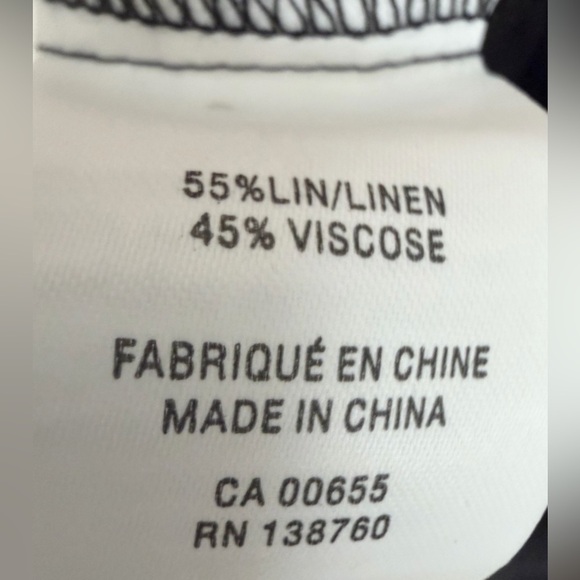 55%LIN/LINEN
45% VISCOSE
FABRIQUÉ EN CHINE
MADE IN CHINA
CA 00655
RN 138760